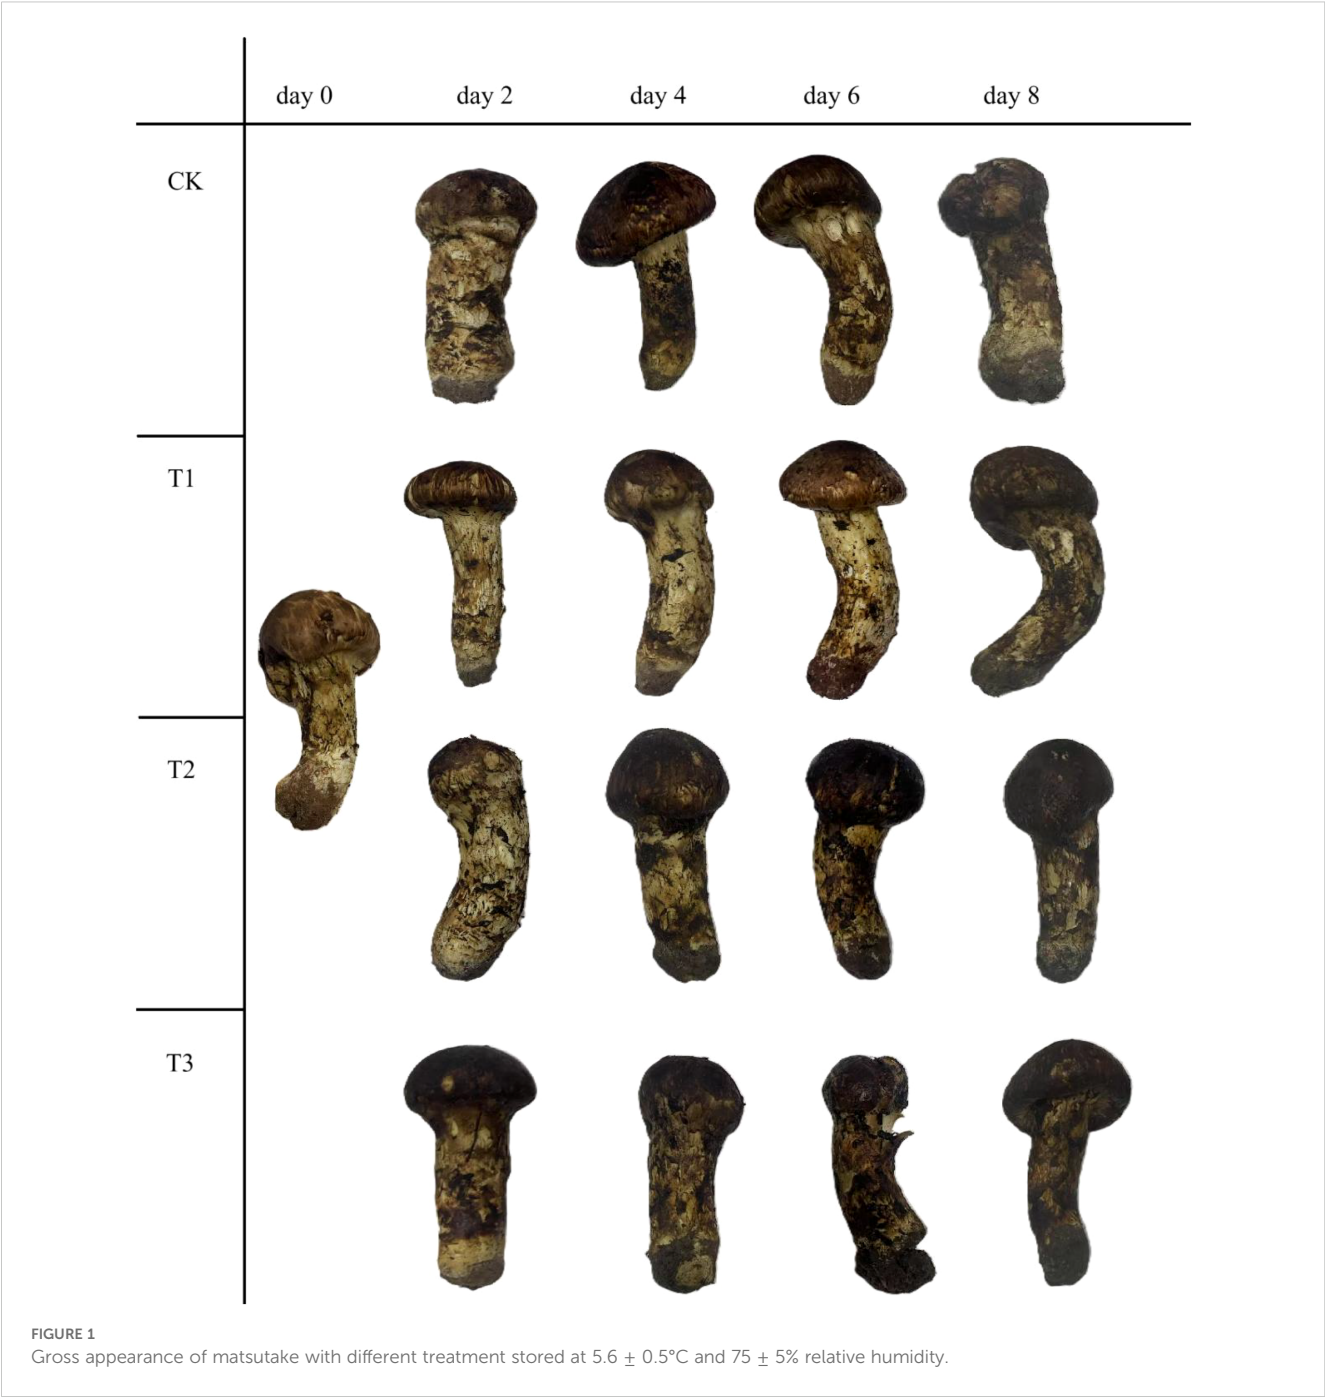 day 0 day 2 day 4 day 6 day 8
CK
T1
T2
T3
FIGURE 1
Gross appearance of matsutake with different treatment stored at 5.6 ± 0.5°C and 75 ± 5% relative humidity.